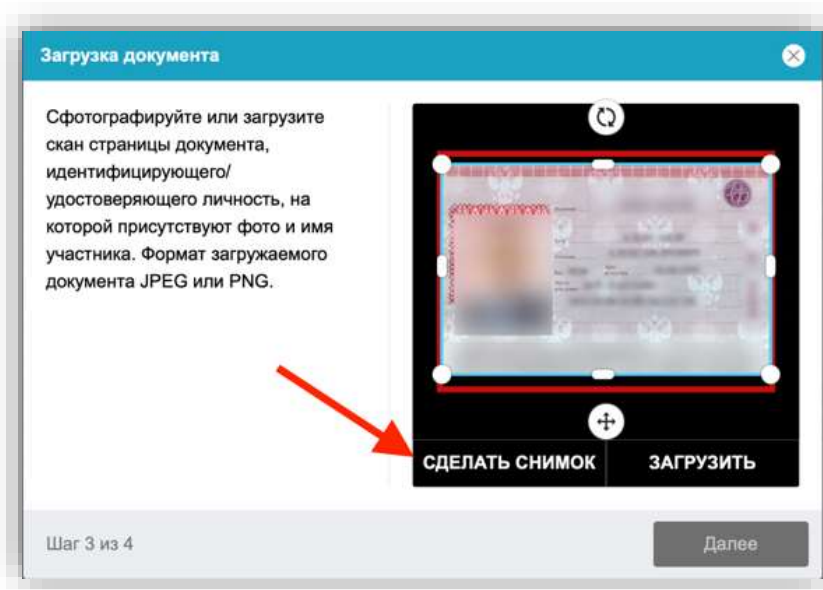 Загрузка документа
Сфотографируйте или загрузите
скан страницы документа,
идентифицирующего/
удостоверяющего личность, на
которой присутствуют фото и имя
участника. Формат загружаемого
документа JPEG или PNG.
СДЕЛАТЬ СНИМОК ЗАГРУЗИТЬ
Шаг 3 из 4
Далее